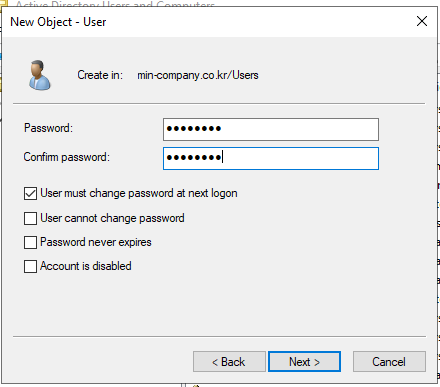 Active Directory Users and Computers
New Object - User
Create in: min-company.co.kr/Users
Password: ●●●●●●●●
Confirm password: ●●●●●●●●
User must change password at next logon
User cannot change password
Password never expires
Account is disabled
< Back Next > Cancel